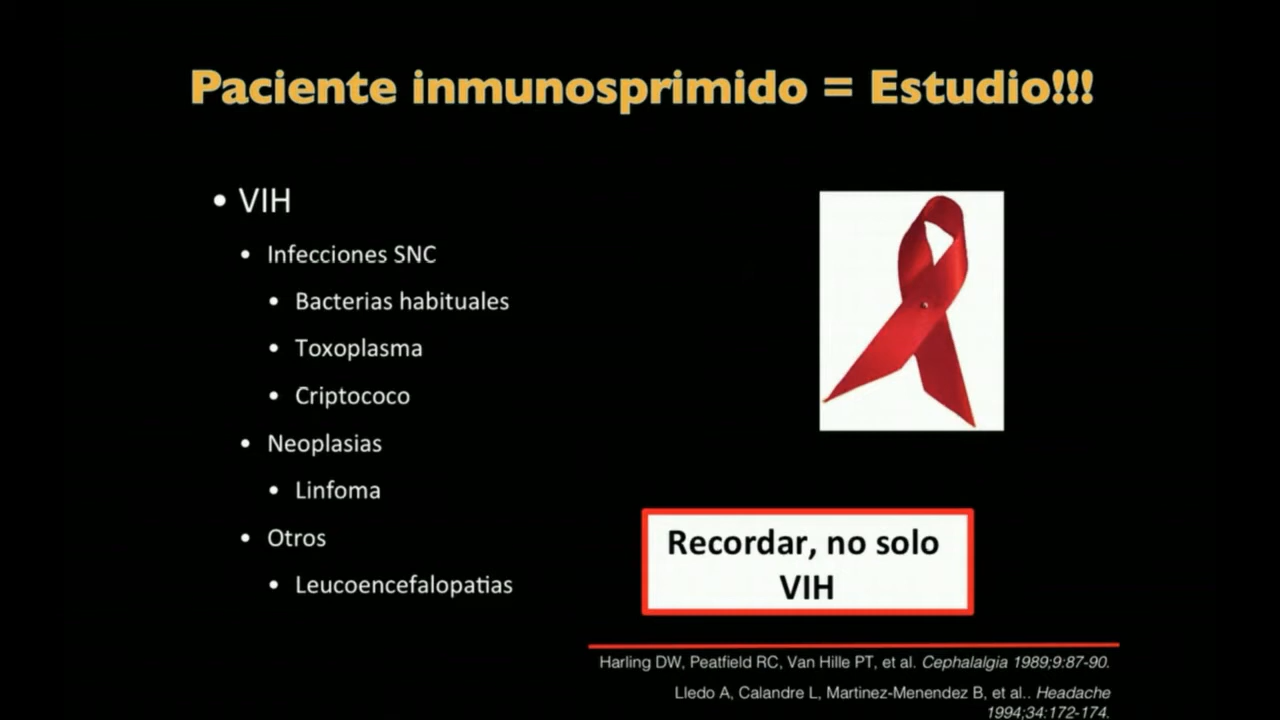 Paciente inmunosprimido = Estudio!!!
• VIH
• Infecciones SNC
• Bacterias habituales
• Toxoplasma
• Criptococo
• Neoplasias
• Linfoma
• Otros
• Leucoencefalopatias
Recordar, no solo
VIH
Harling DW, Peatfield RC, Van Hille PT, et al. Cephalalgia 1989;9:87-90.
Lledo A, Calandre L, Martinez-Menendez B, et al.. Headache
1994;34:172-174.